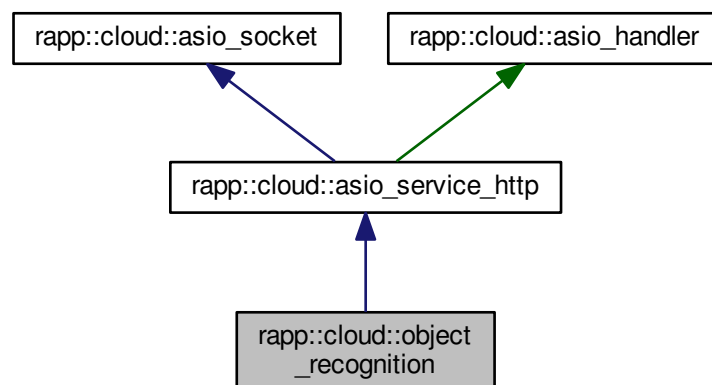 rapp::cloud::asio_socket
rapp::cloud::asio_handler
rapp::cloud::asio_service_http
rapp::cloud::object
_recognition